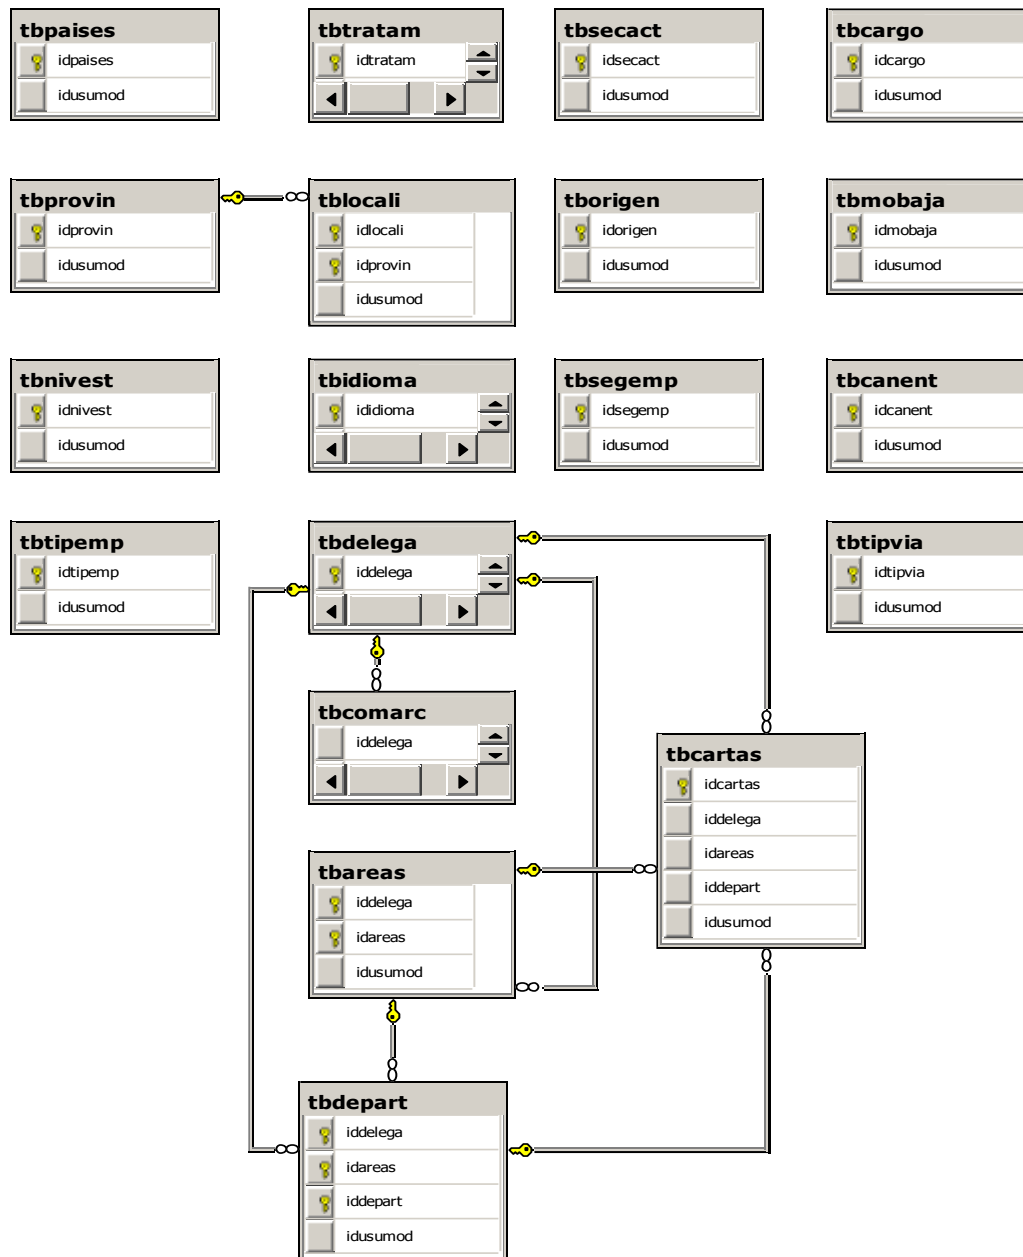 tbpaises
idpaises
idusumod
tbtratam
idtratam
tbsecact
idsecact
idusumod
tbcargo
idcargo
idusumod
tbprovin
idprovin
idusumod
tblocali
idlocali
idprovin
idusumod
tborigen
idorigen
idusumod
tbmobaja
idmobaja
idusumod
tbnivest
idnivest
idusumod
tbidioma
ididioma
tbsegemp
idsegemp
idusumod
tbcanent
idcanent
idusumod
tbtipemp
idtipemp
idusumod
tbdelega
iddelega
tbtipvia
idtipvia
idusumod
tbcomarc
iddelega
tbcartas
idcartas
iddelega
idareas
iddepart
idusumod
tbareas
iddelega
idareas
idusumod
tbdepart
iddelega
idareas
iddepart
idusumod